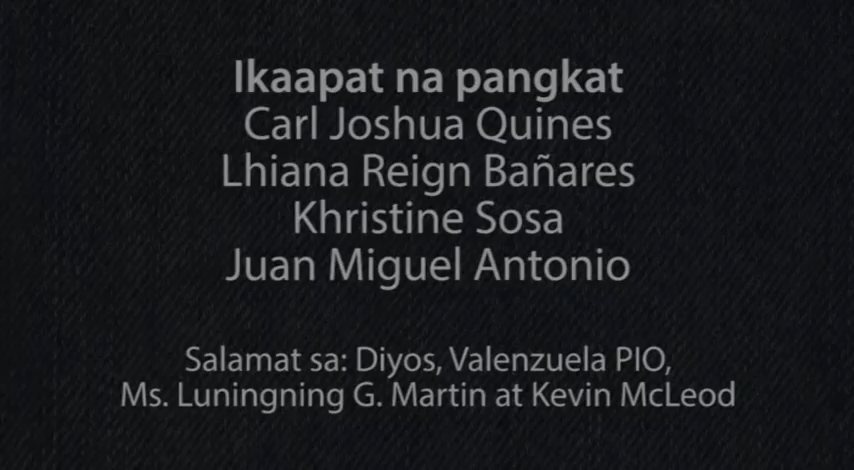 Ikaapat na pangkat
Carl Joshua Quines
Lhiana Reign Bañares
Khristine Sosa
Juan Miguel Antonio
Salamat sa: Diyos, Valenzuela PIO,
Ms. Luningning G. Martin at Kevin McLeod